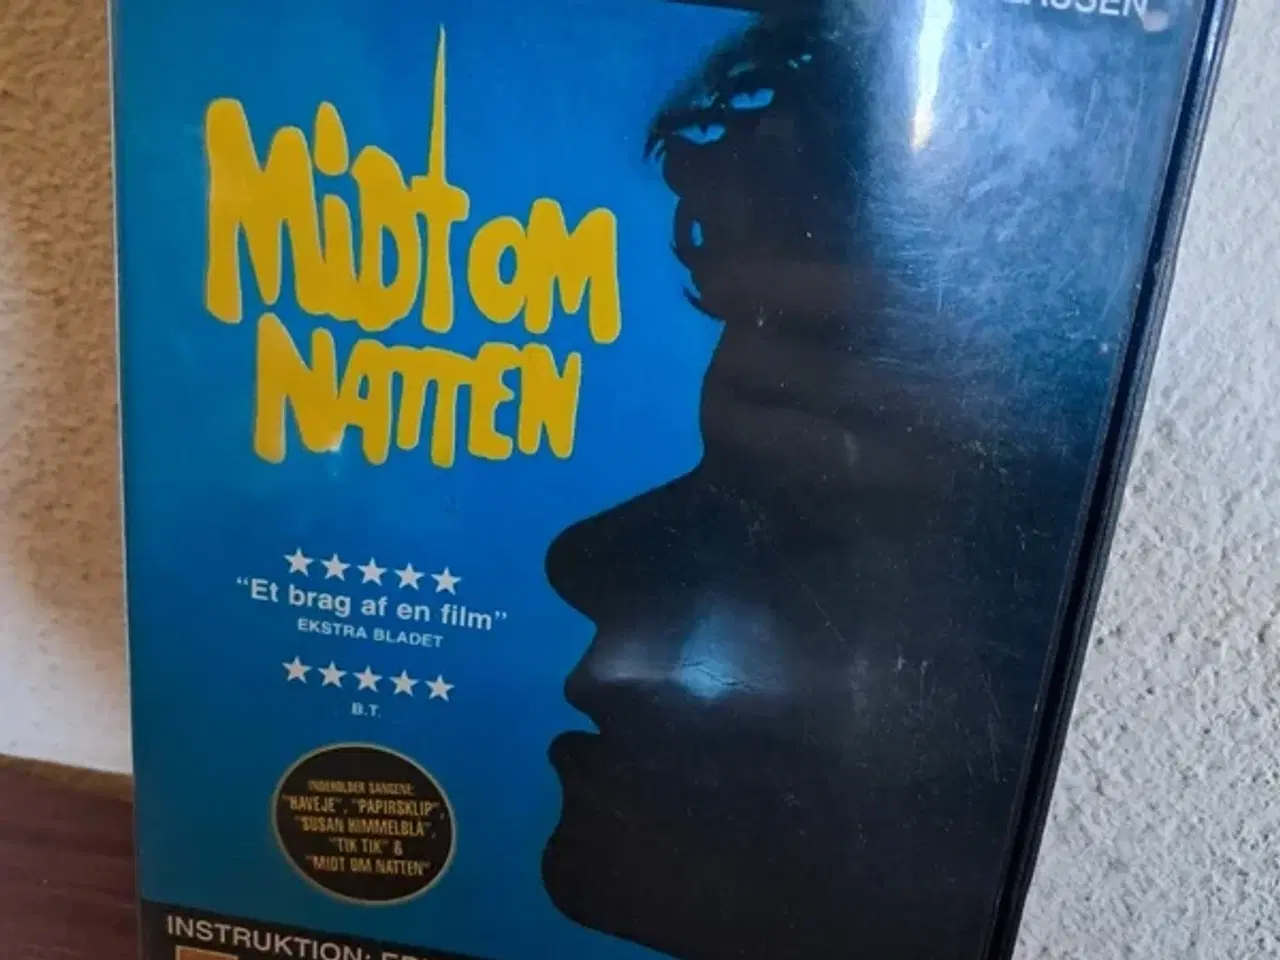 MIDT OM
NATTEN
"Et brag af en film"
EKSTRA BLADET
B.T.
INDEHOLDER SANGENE:
"HAVEJE", "PAPIRSKLIP",
"SUSAN HIMMELBLÅ",
"TIK TIK" &
"MIDT OM NATTEN"
INSTRUKTION: